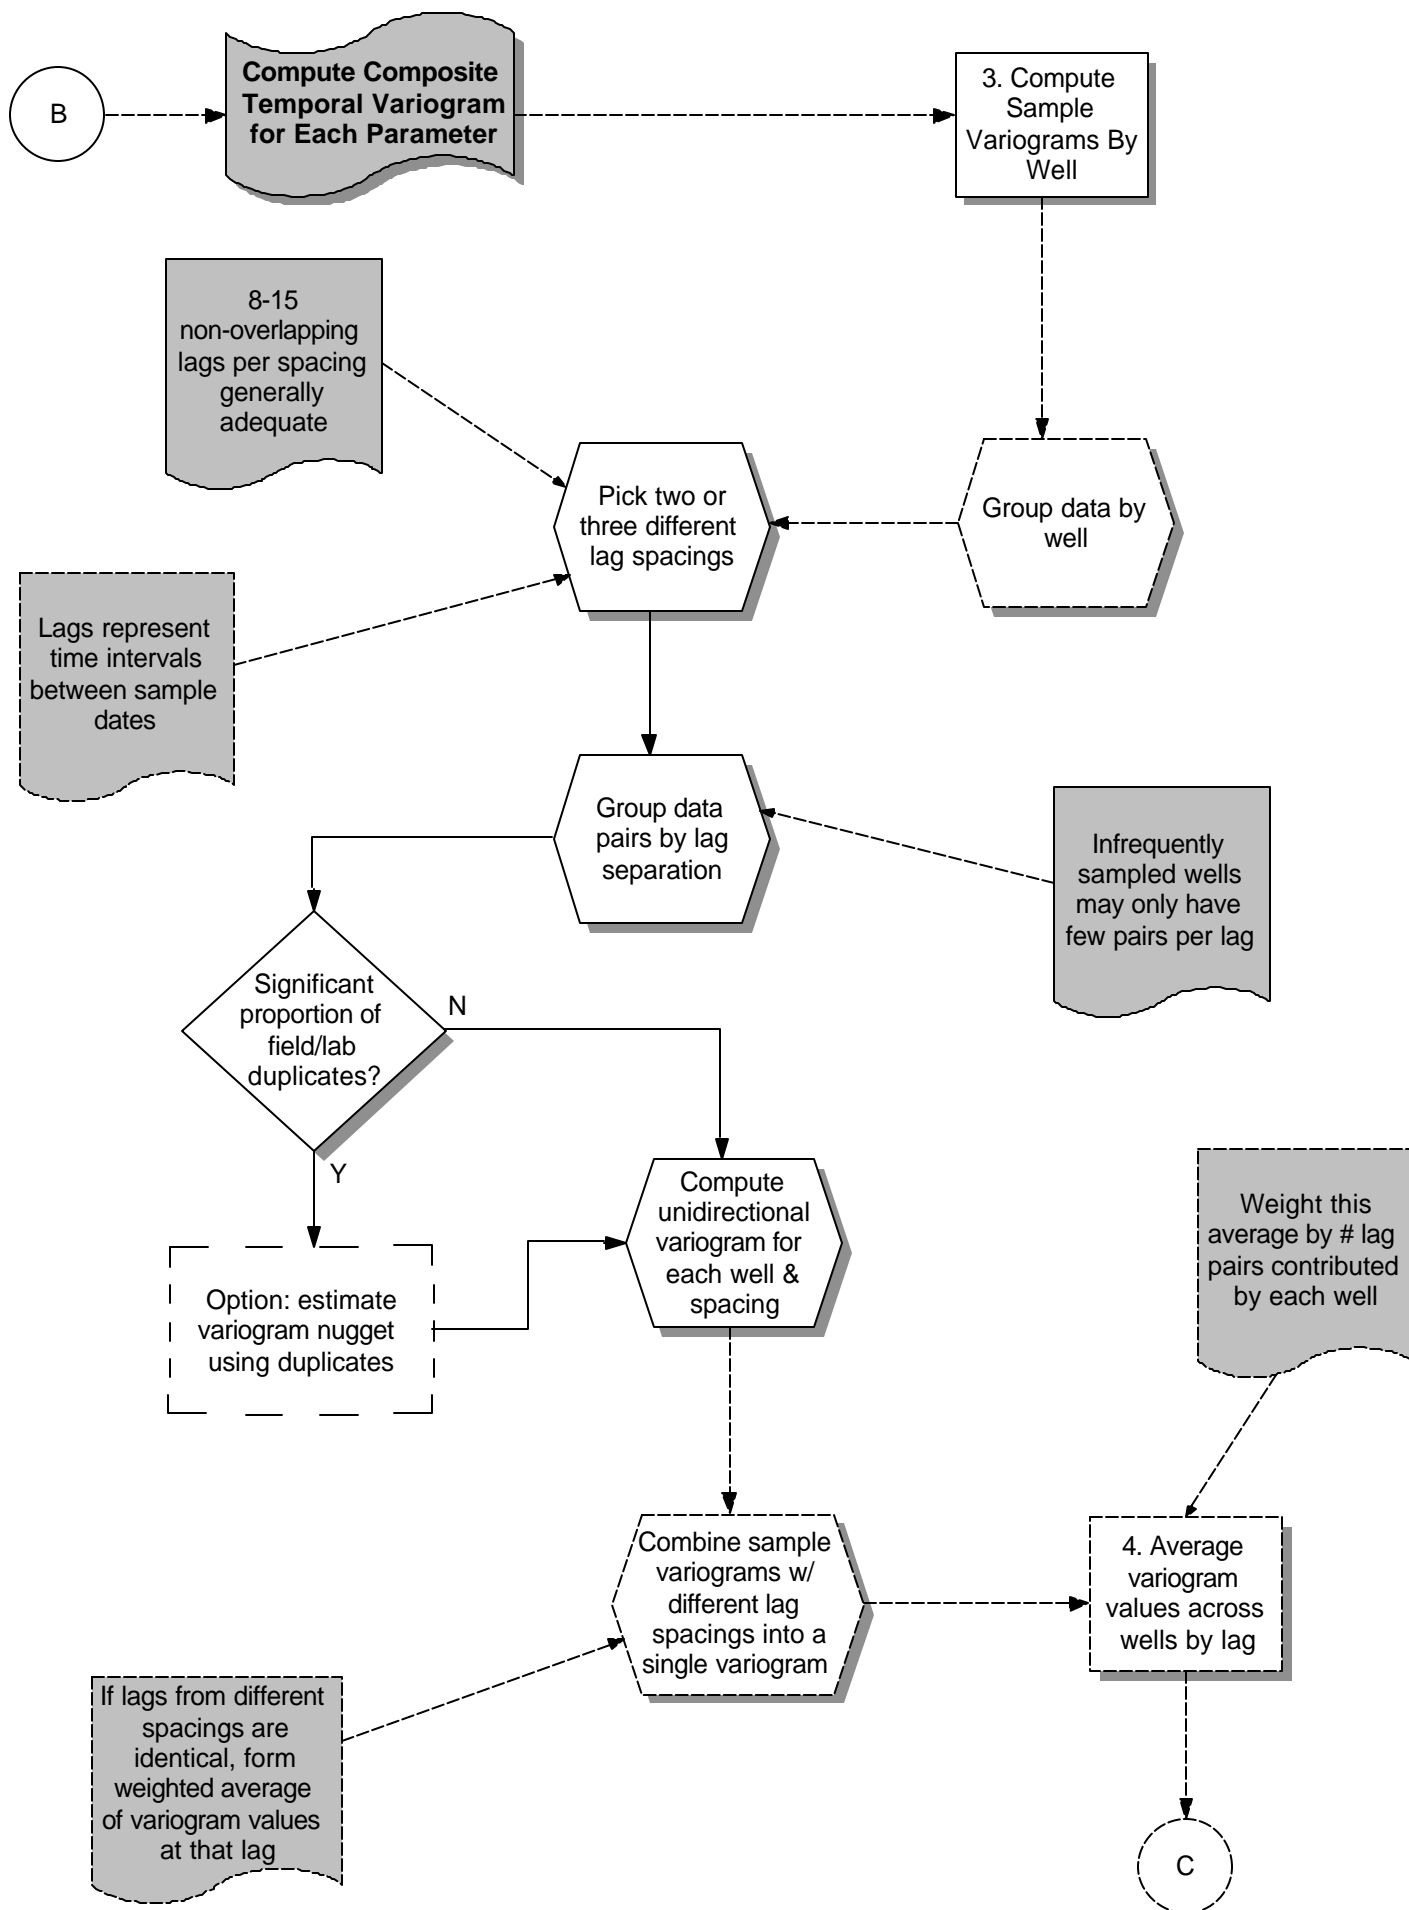 B
Compute Composite
Temporal Variogram
for Each Parameter
3. Compute
Sample
Variograms By
Well
8-15
non-overlapping
lags per spacing
generally
adequate
Pick two or
three different
lag spacings
Group data by
well
Lags represent
time intervals
between sample
dates
Group data
pairs by lag
separation
Infrequently
sampled wells
may only have
few pairs per lag
Significant
proportion of
field/lab
duplicates?
N
Y
Compute
unidirectional
variogram for
each well &
spacing
Weight this
average by # lag
pairs contributed
by each well
Option: estimate
variogram nugget
using duplicates
Combine sample
variograms w/
different lag
spacings into a
single variogram
4. Average
variogram
values across
wells by lag
If lags from different
spacings are
identical, form
weighted average
of variogram values
at that lag
C